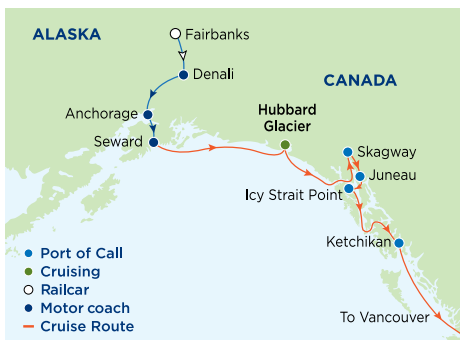 ALASKA
Fairbanks
Denali
CANADA
Anchorage
Hubbard
Glacier
Seward
Skagway
Juneau
Icy Strait Point
Ketchikan
To Vancouver
Port of Call
Cruising
Railcar
Motor coach
Cruise Route